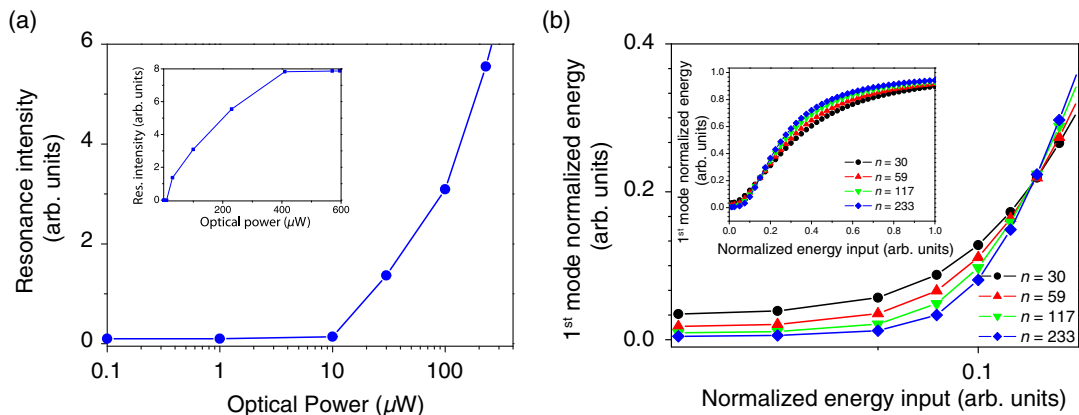 (a)
6
4
2
0
Resonance intensity
(arb. units)
0.1
1
10
100
Optical Power (µW)
8
6
4
2
0
Res. intensity (arb. units)
0
200
400
600
Optical power (µW)
(b)
0.4
0.2
0.0
1st mode normalized energy
(arb. units)
0.1
Normalized energy input (arb. units)
n = 30
n = 59
n = 117
n = 233
1.0
0.8
0.6
0.4
0.2
0.0
1st mode normalized energy
(arb. units)
0.0
0.2
0.4
0.6
0.8
1.0
Normalized energy input (arb. units)
n = 30
n = 59
n = 117
n = 233